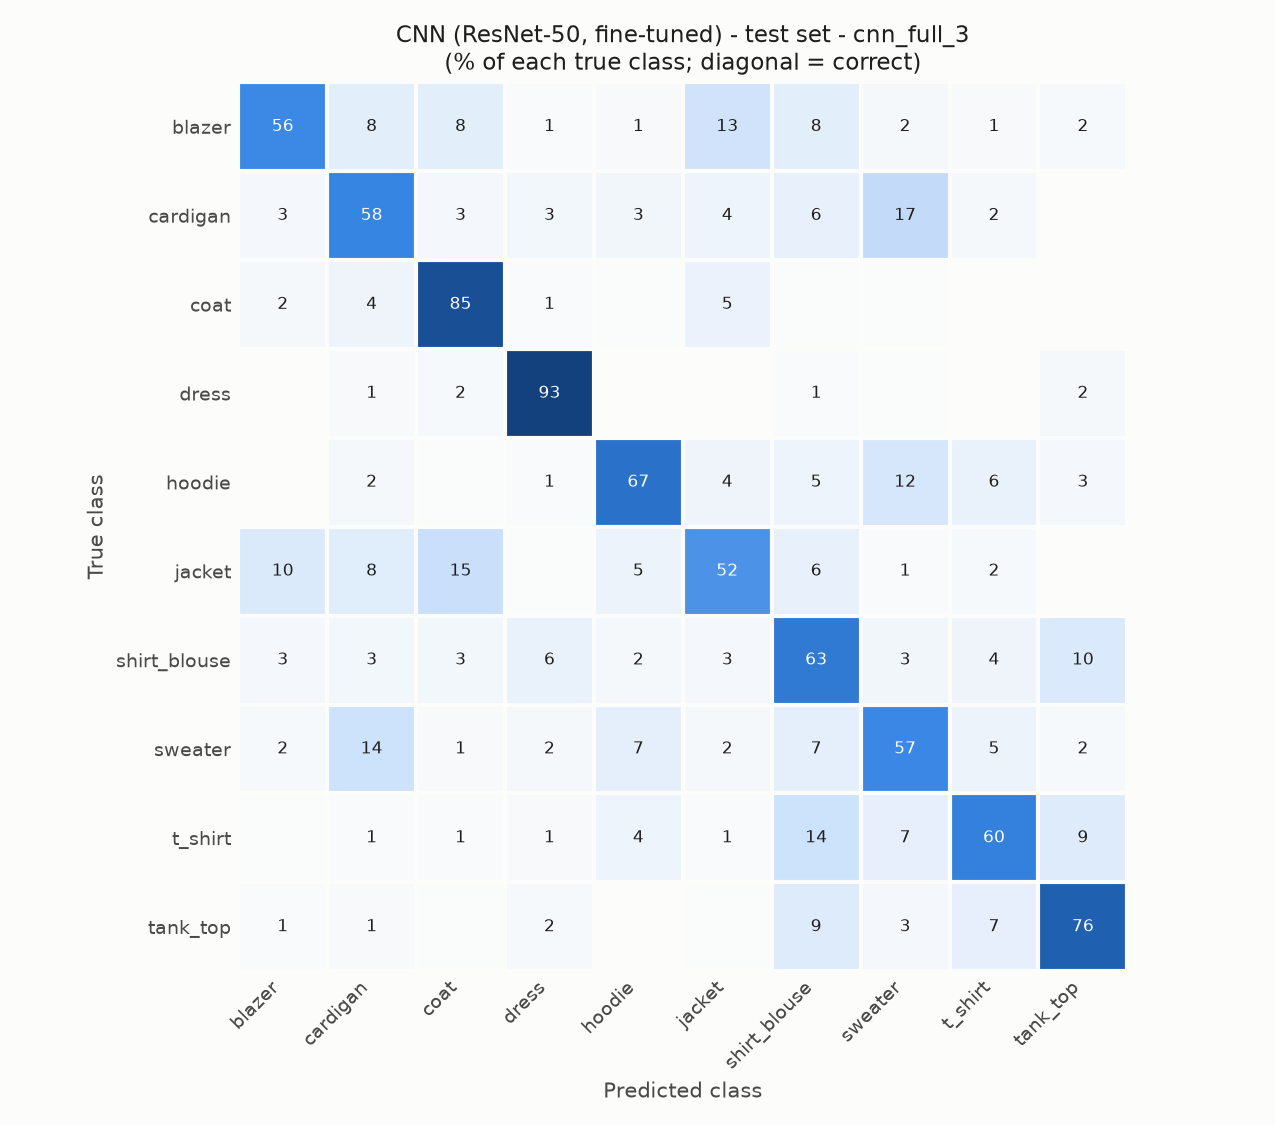 CNN (ResNet-50, fine-tuned) - test set - cnn_full_3
(% of each true class; diagonal = correct)
True class
blazer 56 8 8 1 1 13 8 2 1 2
cardigan 3 58 3 3 3 4 6 17 2
coat 2 4 85 1 5
dress 1 2 93 1 2
hoodie 2 1 67 4 5 12 6 3
jacket 10 8 15 5 52 6 1 2
shirt_blouse 3 3 3 6 2 3 63 3 4 10
sweater 2 14 1 2 7 2 7 57 5 2
t_shirt 1 1 1 4 1 14 7 60 9
tank_top 1 1 2 9 3 7 76
blazer cardigan coat dress hoodie jacket shirt_blouse sweater t_shirt tank_top
Predicted class